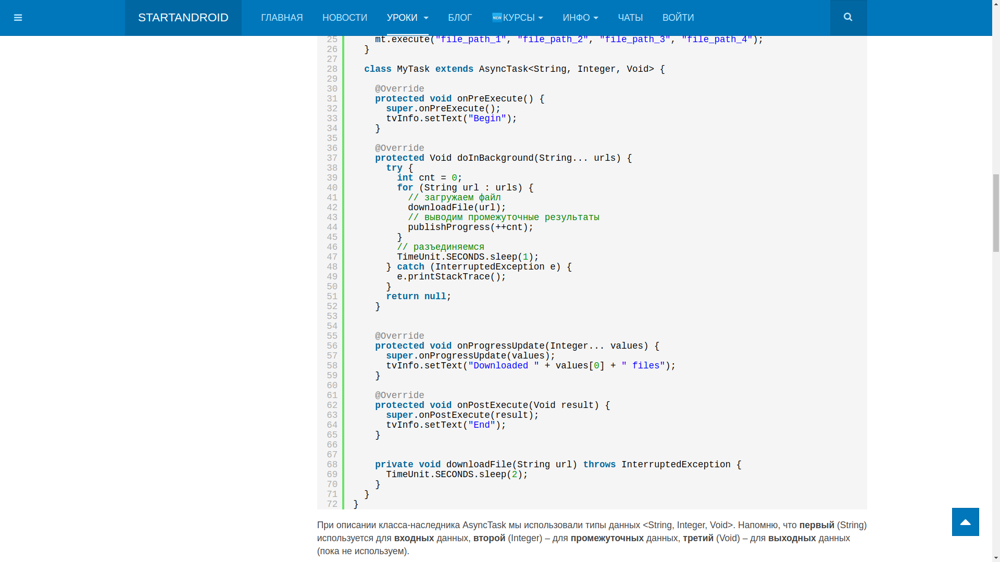 STARTANDROID ГЛАВНАЯ НОВОСТИ УРОКИ БЛОГ 🆕КУРСЫ ИНФО ЧАТЫ ВОЙТИ
25 mt.execute("file_path_1", "file_path_2", "file_path_3", "file_path_4");
26 }
27
28 class MyTask extends AsyncTask<String, Integer, Void> {
29
30 @Override
31 protected void onPreExecute() {
32 super.onPreExecute();
33 tvInfo.setText("Begin");
34 }
35
36 @Override
37 protected Void doInBackground(String... urls) {
38 try {
39 int cnt = 0;
40 for (String url : urls) {
41 // загружаем файл
42 downloadFile(url);
43 // выводим промежуточные результаты
44 publishProgress(++cnt);
45 }
46 // разъединяемся
47 TimeUnit.SECONDS.sleep(1);
48 } catch (InterruptedException e) {
49 e.printStackTrace();
50 }
51 return null;
52 }
53
54
55 @Override
56 protected void onProgressUpdate(Integer... values) {
57 super.onProgressUpdate(values);
58 tvInfo.setText("Downloaded " + values[0] + " files");
59 }
60
61 @Override
62 protected void onPostExecute(Void result) {
63 super.onPostExecute(result);
64 tvInfo.setText("End");
65 }
66
67
68 private void downloadFile(String url) throws InterruptedException {
69 TimeUnit.SECONDS.sleep(2);
70 }
71 }
72 }
При описании класса-наследника AsyncTask мы использовали типы данных <String, Integer, Void>. Напомню, что первый (String)
используется для входных данных, второй (Integer) – для промежуточных данных, третий (Void) – для выходных данных
(пока не используем).